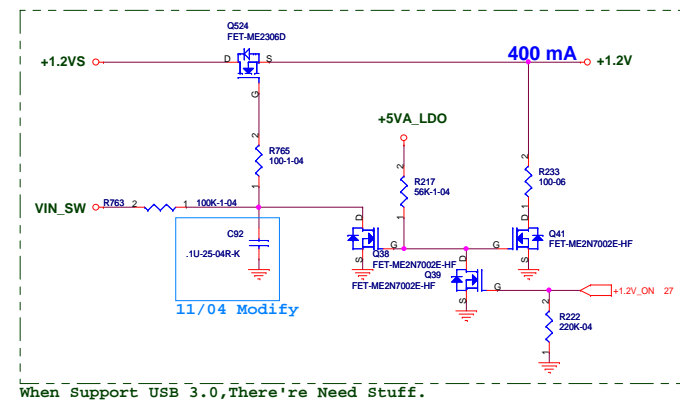 Q524
FET-ME2306D
+1.2VS
D
S
G
400 mA
+1.2V
+5VA_LDO
2
R765
100-1-04
1
2
R217
56K-1-04
1
2
R233
100-06
1
VIN_SW
R763
2
1
100K-1-04
C92
.1U-25-04R-K
11/04 Modify
D
G
S
Q38
FET-ME2N7002E-HF
D
G
S
Q41
FET-ME2N7002E-HF
Q39
FET-ME2N7002E-HF
D
G
S
+1.2V_ON
27
2
R222
220K-04
1
When Support USB 3.0,There're Need Stuff.